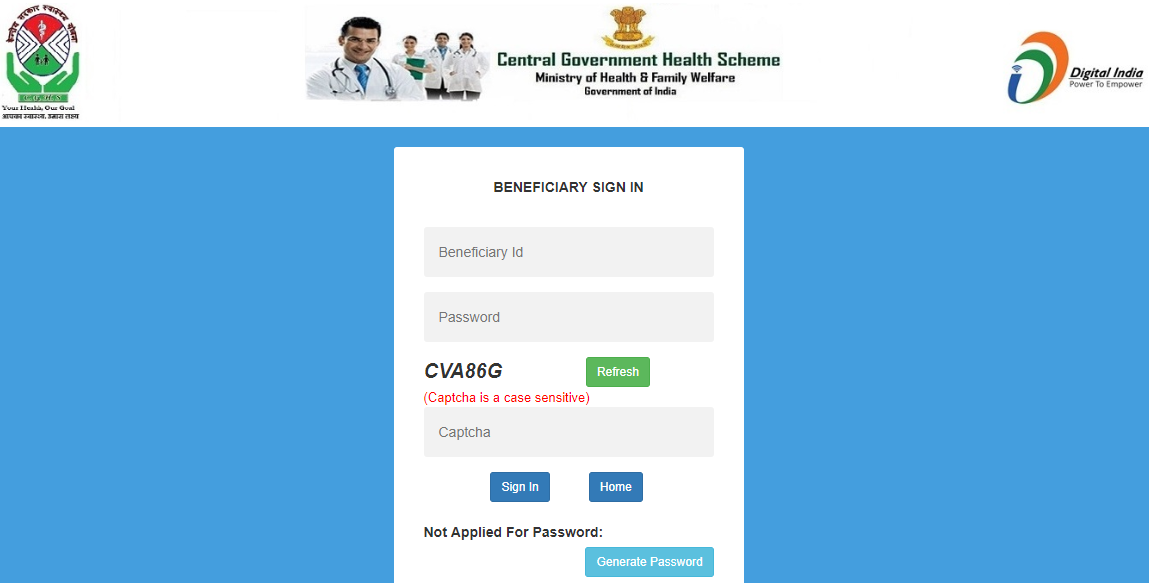 केन्द्रीय सरकार स्वास्थ्य योजना
C G H S
Your Health, Our Goal
आपका स्वास्थ्य, हमारा लक्ष्य
Central Government Health Scheme
Ministry of Health & Family Welfare
Government of India
Digital India
Power To Empower
BENEFICIARY SIGN IN
Beneficiary Id
Password
CVA86G
Refresh
(Captcha is a case sensitive)
Captcha
Sign In
Home
Not Applied For Password:
Generate Password